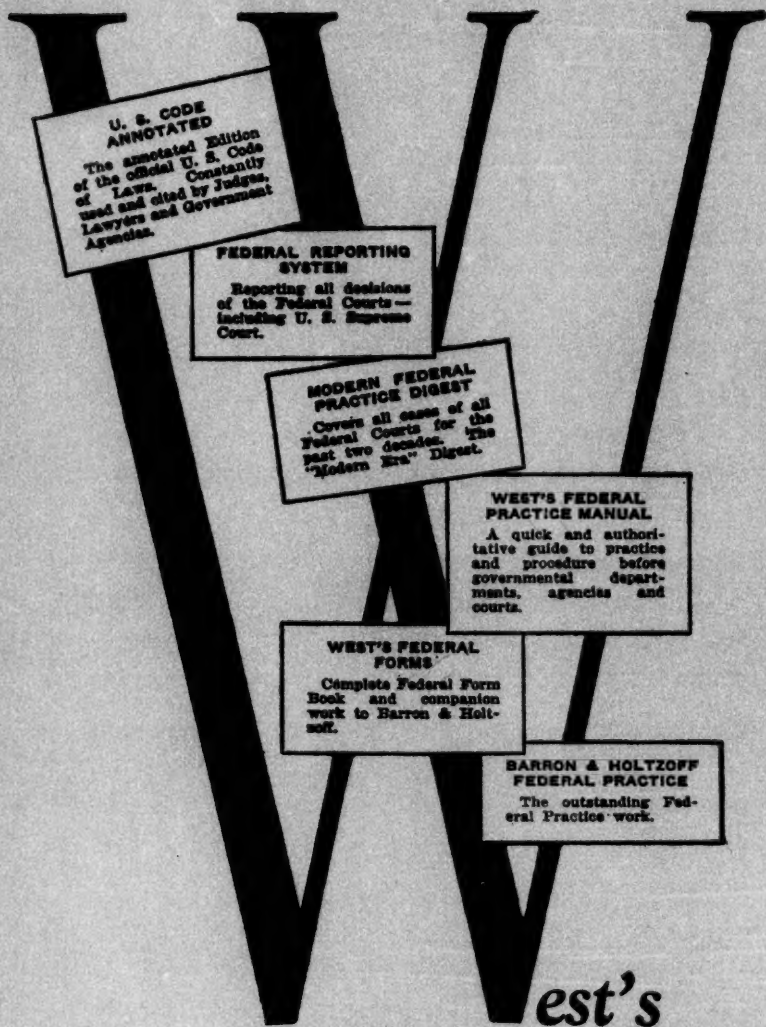 U. S. CODE
ANNOTATED
The annotated Edition
of the official U. S. Code
of Laws. Constantly
used and cited by Judges,
Lawyers and Government
Agencies.
FEDERAL REPORTING
SYSTEM
Reporting all decisions
of the Federal Courts —
including U. S. Supreme
Court.
MODERN FEDERAL
PRACTICE DIGEST
Covers all cases of all
Federal Courts for the
past two decades. The
"Modern Era" Digest.
WEST'S FEDERAL
PRACTICE MANUAL
A quick and authori-
tative guide to practice
and procedure before
governmental depart-
ments, agencies and
courts.
WEST'S FEDERAL
FORMS
Complete Federal Form
Book and companion
work to Barron & Holt-
zoff.
BARRON & HOLTZOFF
FEDERAL PRACTICE
The outstanding Fed-
eral Practice work.
West's